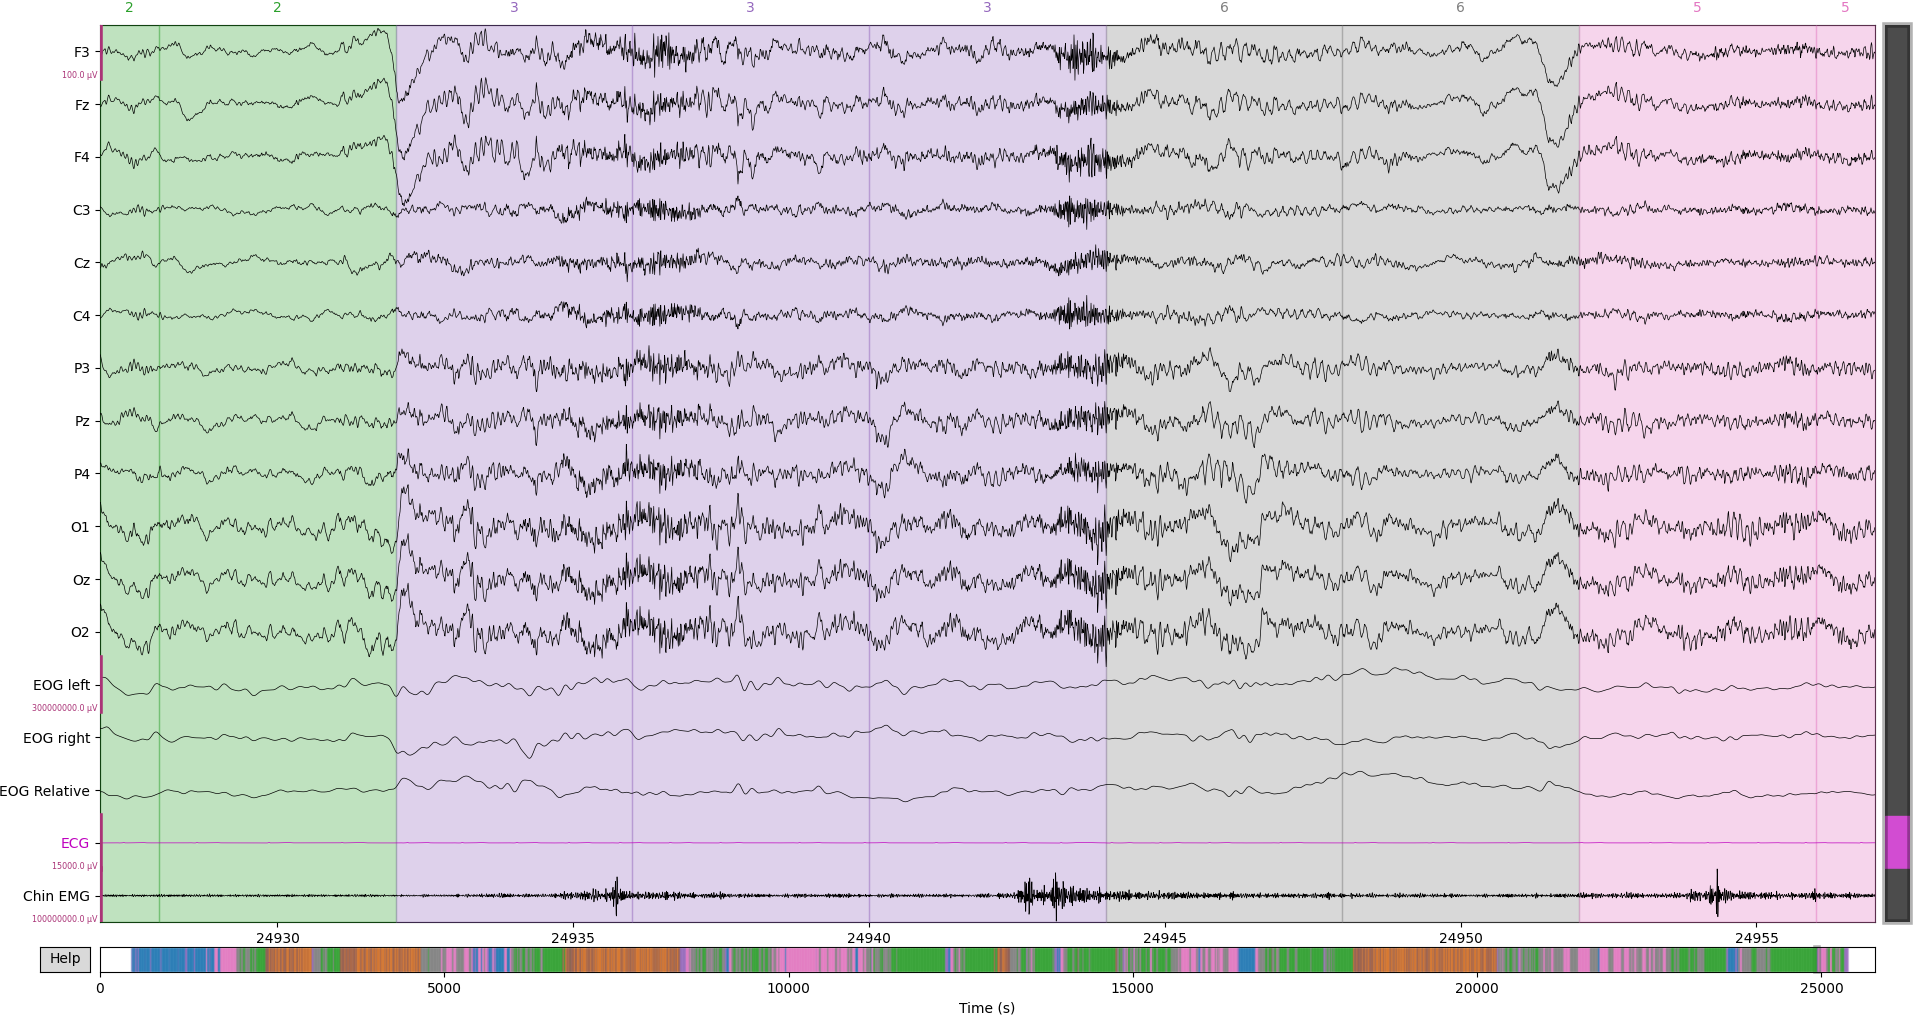 2 2 3 3 3 6 6 5 5
F3
100.0 µV
Fz
F4
C3
Cz
C4
P3
Pz
P4
O1
Oz
O2
EOG left
300000000.0 µV
EOG right
EOG Relative
ECG
15000.0 µV
Chin EMG
100000000.0 µV
24930 24935 24940 24945 24950 24955
Help
0 5000 10000 15000 20000 25000
Time (s)